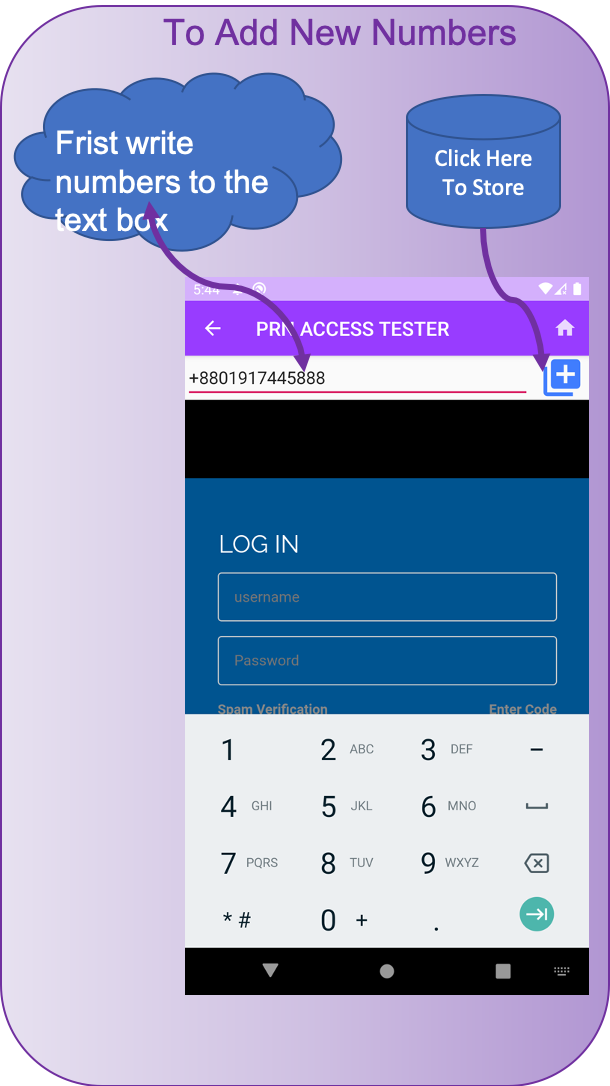 To Add New Numbers
Frist write
numbers to the
text box
Click Here
To Store
5:44
PRN ACCESS TESTER
+8801917445888
LOG IN
username
Password
Spam Verification Enter Code
1 2 ABC 3 DEF -
4 GHI 5 JKL 6 MNO
7 PQRS 8 TUV 9 WXYZ
* # 0 + .